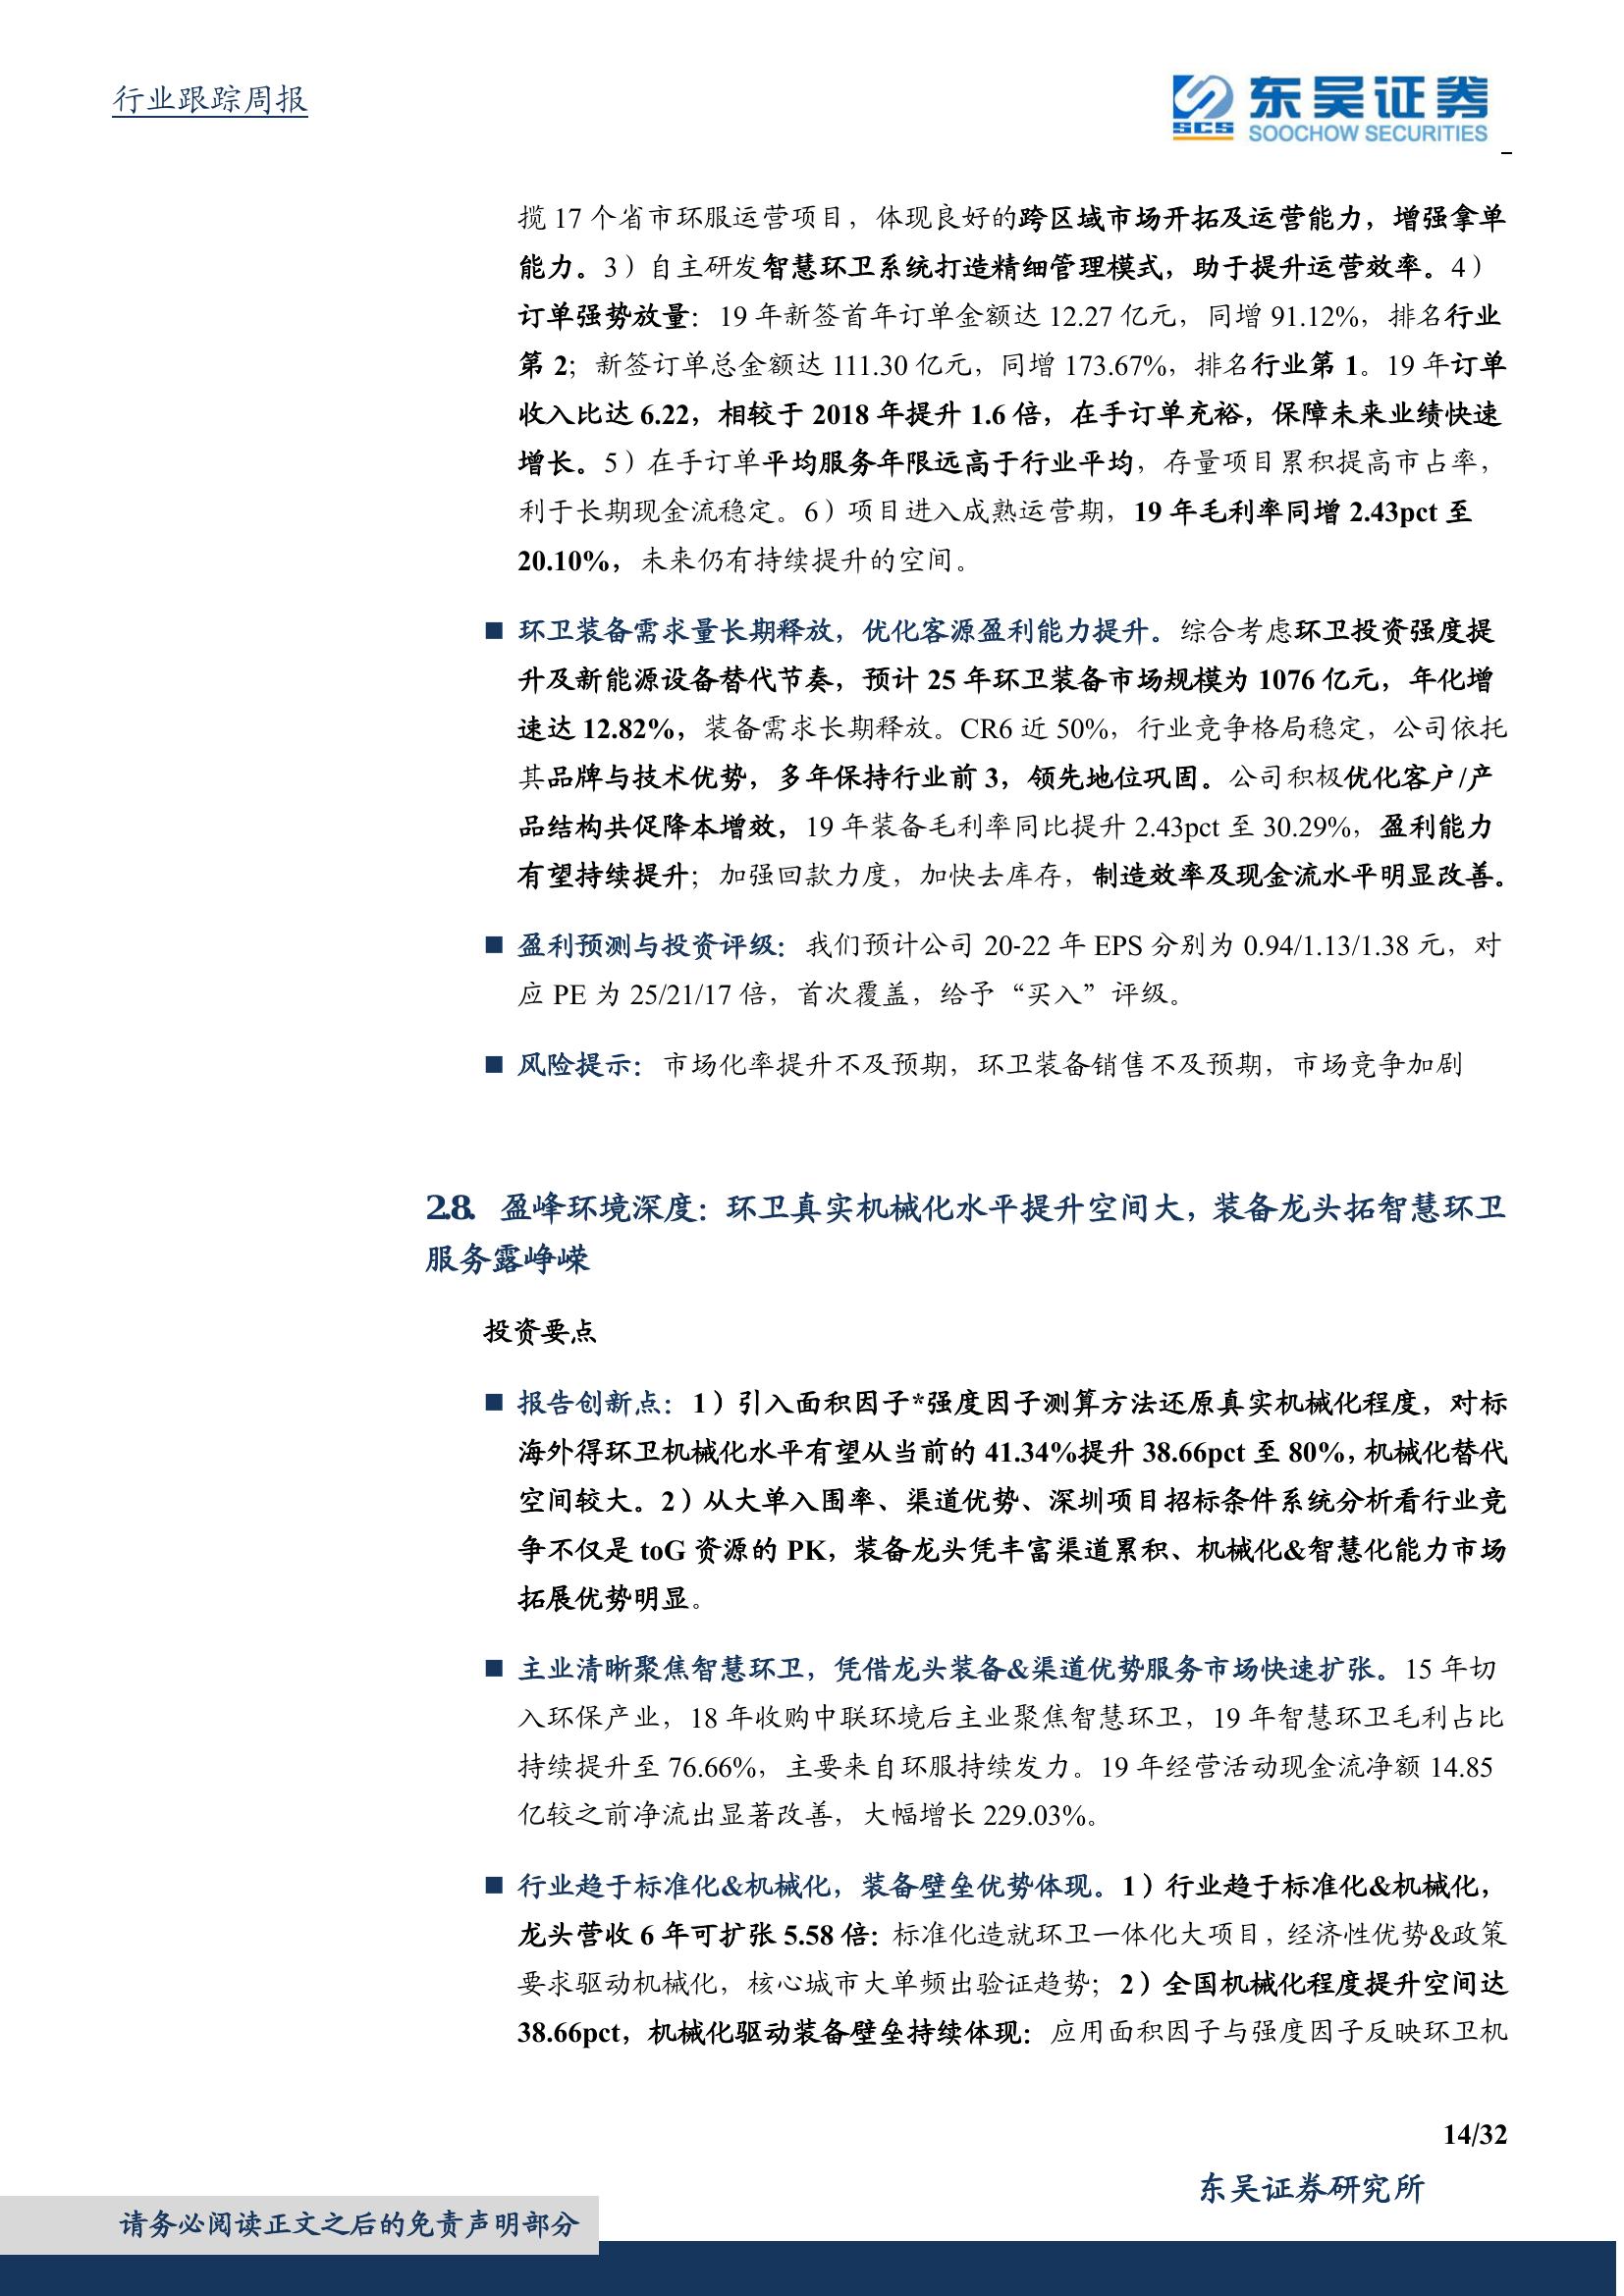 行业跟踪周报
SCS 东吴证券
SOOCHOW SECURITIES
揽 17 个省市环服运营项目，体现良好的跨区域市场开拓及运营能力，增强拿单
能力。3）自主研发智慧环卫系统打造精细管理模式，助于提升运营效率。4）
订单强势放量：19 年新签首年订单金额达 12.27 亿元，同增 91.12%，排名行业
第 2；新签订单总金额达 111.30 亿元，同增 173.67%，排名行业第 1。19 年订单
收入比达 6.22，相较于 2018 年提升 1.6 倍，在手订单充裕，保障未来业绩快速
增长。5）在手订单平均服务年限远高于行业平均，存量项目累积提高市占率，
利于长期现金流稳定。6）项目进入成熟运营期，19 年毛利率同增 2.43pct 至
20.10%，未来仍有持续提升的空间。
■ 环卫装备需求量长期释放，优化客源盈利能力提升。综合考虑环卫投资强度提
升及新能源设备替代节奏，预计 25 年环卫装备市场规模为 1076 亿元，年化增
速达 12.82%，装备需求长期释放。CR6 近 50%，行业竞争格局稳定，公司依托
其品牌与技术优势，多年保持行业前 3，领先地位巩固。公司积极优化客户/产
品结构共促降本增效，19 年装备毛利率同比提升 2.43pct 至 30.29%，盈利能力
有望持续提升；加强回款力度，加快去库存，制造效率及现金流水平明显改善。
■ 盈利预测与投资评级：我们预计公司 20-22 年 EPS 分别为 0.94/1.13/1.38 元，对
应 PE 为 25/21/17 倍，首次覆盖，给予“买入”评级。
■ 风险提示：市场化率提升不及预期，环卫装备销售不及预期，市场竞争加剧
2.8. 盈峰环境深度：环卫真实机械化水平提升空间大，装备龙头拓智慧环卫
服务露峥嵘
投资要点
■ 报告创新点：1）引入面积因子*强度因子测算方法还原真实机械化程度，对标
海外得环卫机械化水平有望从当前的 41.34%提升 38.66pct 至 80%，机械化替代
空间较大。2）从大单入围率、渠道优势、深圳项目招标条件系统分析看行业竞
争不仅是 toG 资源的 PK，装备龙头凭丰富渠道累积、机械化&智慧化能力市场
拓展优势明显。
■ 主业清晰聚焦智慧环卫，凭借龙头装备&渠道优势服务市场快速扩张。15 年切
入环保产业，18 年收购中联环境后主业聚焦智慧环卫，19 年智慧环卫毛利占比
持续提升至 76.66%，主要来自环服持续发力。19 年经营活动现金流净额 14.85
亿较之前净流出显著改善，大幅增长 229.03%。
■ 行业趋于标准化&机械化，装备壁垒优势体现。1）行业趋于标准化&机械化，
龙头营收 6 年可扩张 5.58 倍：标准化造就环卫一体化大项目，经济性优势&政策
要求驱动机械化，核心城市大单频出验证趋势；2）全国机械化程度提升空间达
38.66pct，机械化驱动装备壁垒持续体现：应用面积因子与强度因子反映环卫机
14/32
东吴证券研究所
请务必阅读正文之后的免责声明部分